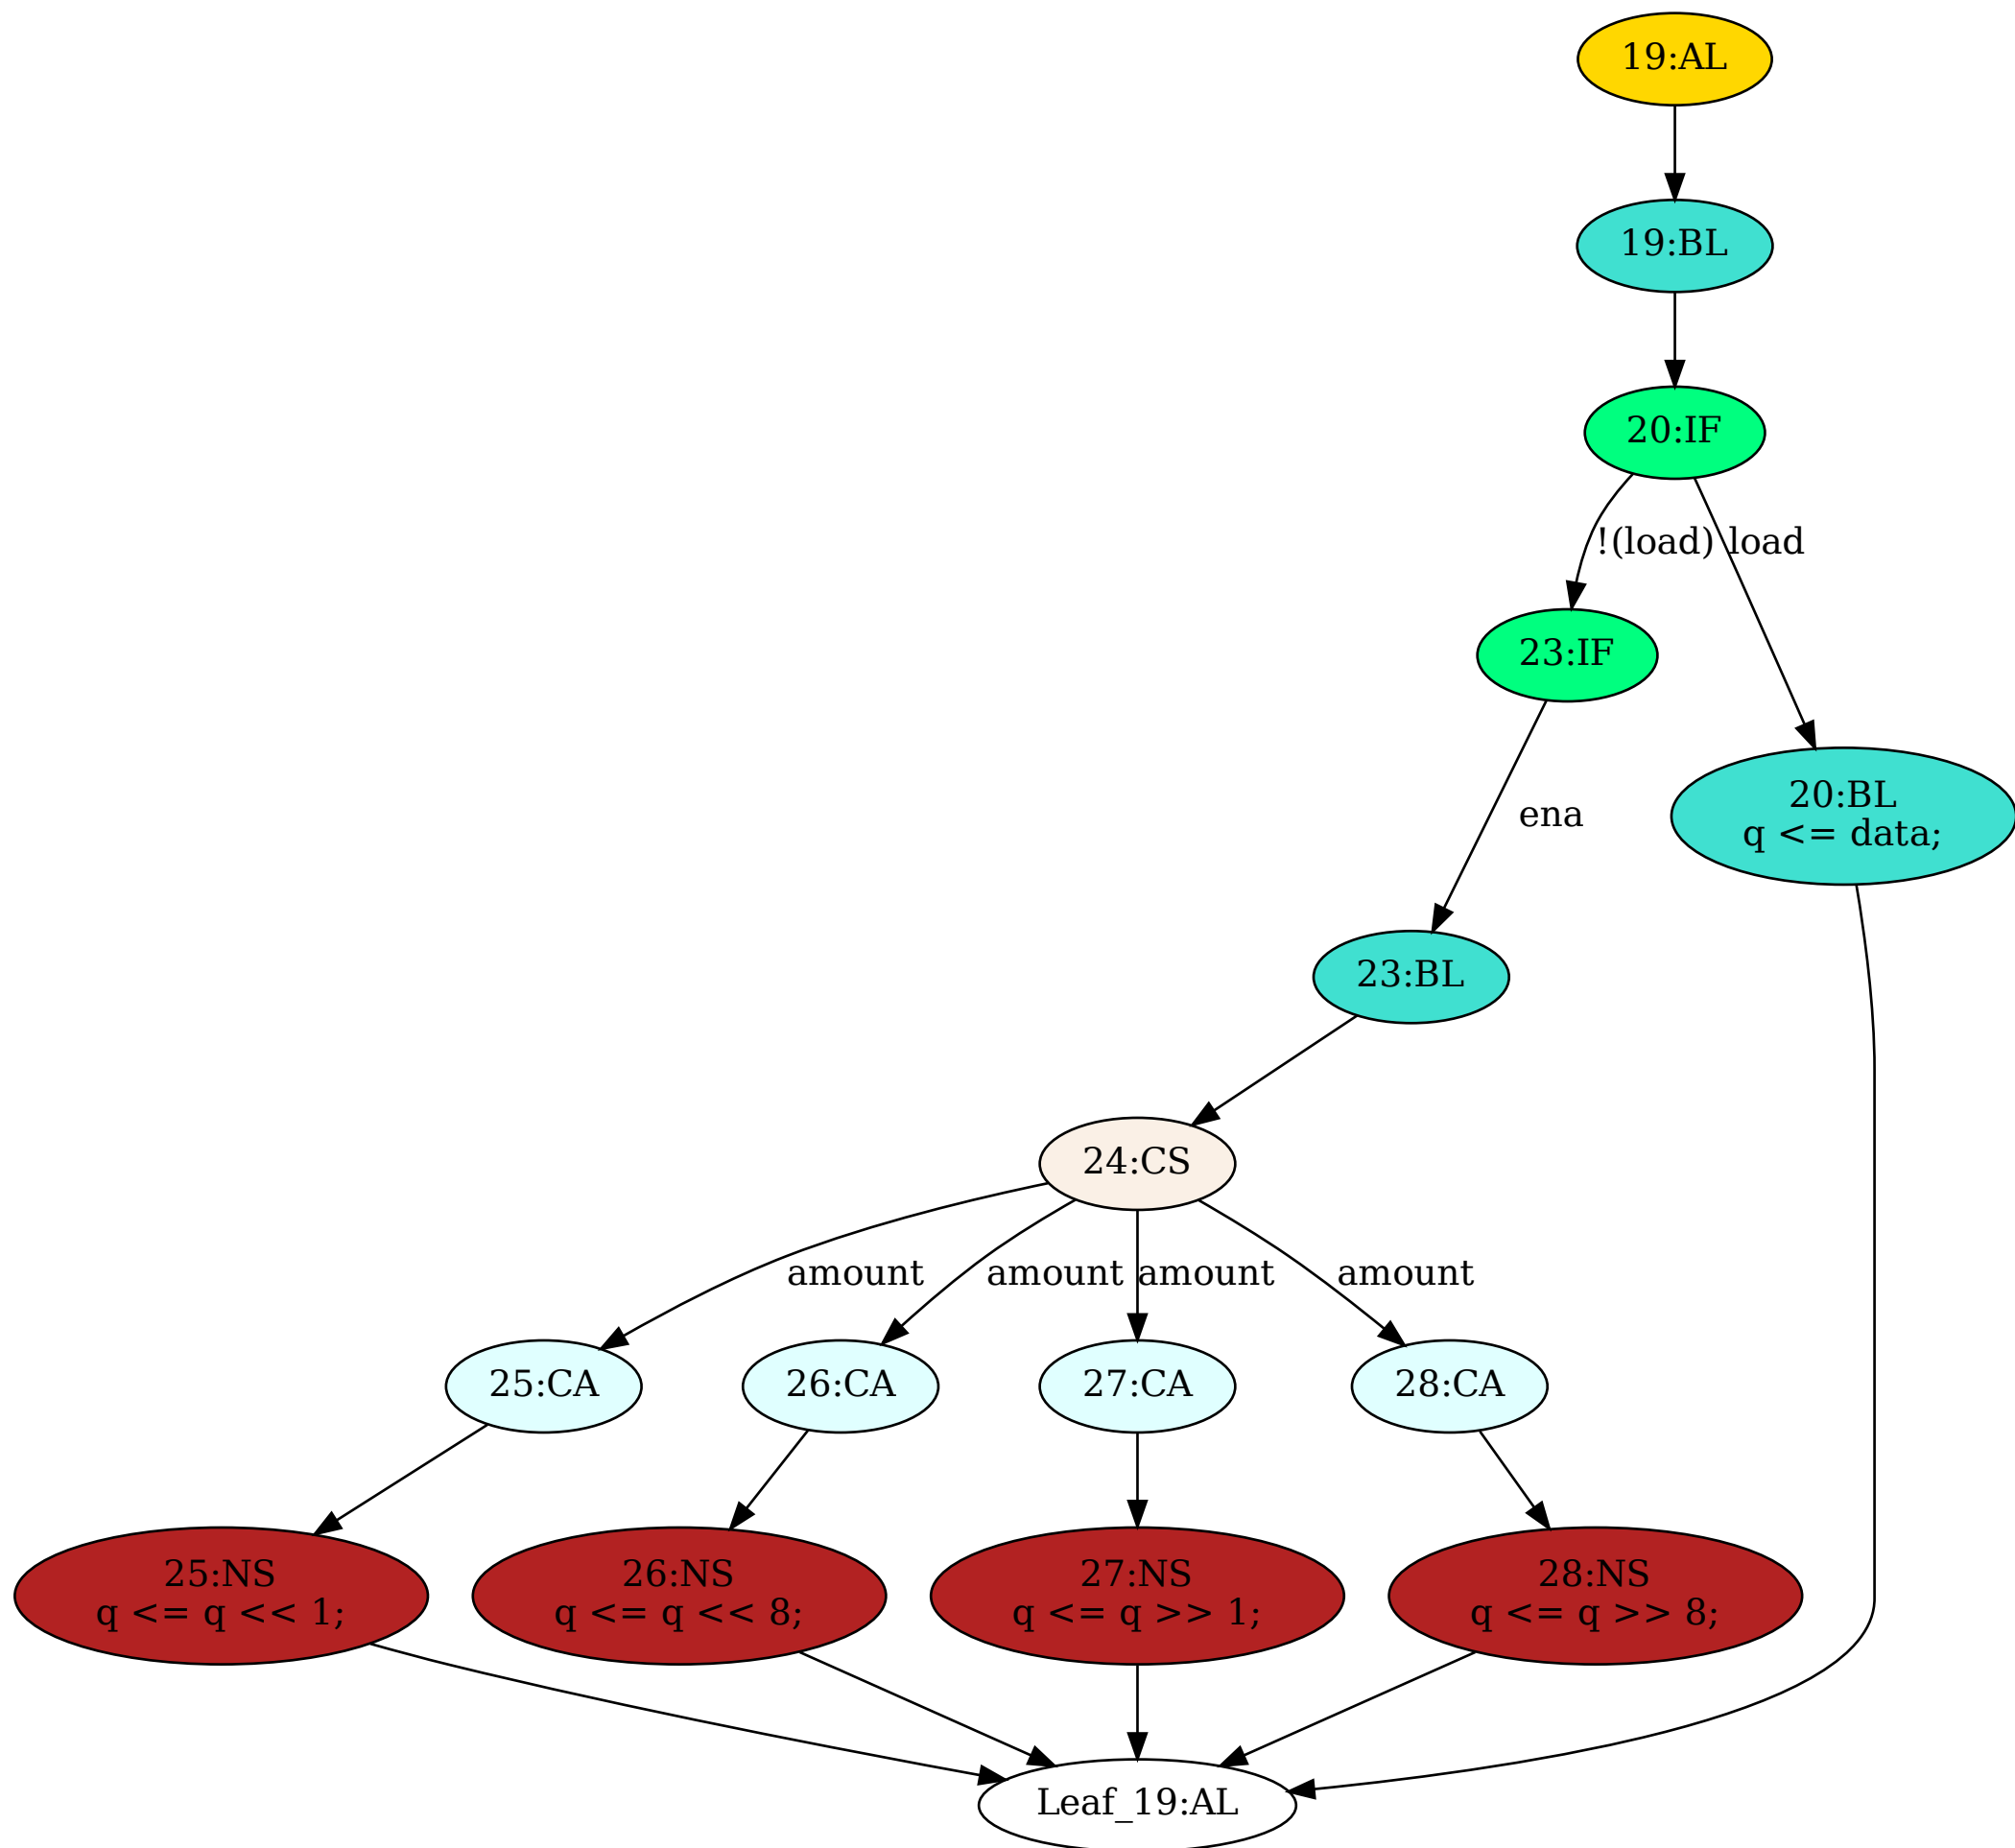 19:AL
19:BL
20:IF
!(load)
load
23:IF
20:BL
q <= data;
ena
23:BL
24:CS
amount
amount
amount
amount
25:CA
26:CA
27:CA
28:CA
25:NS
q <= q << 1;
26:NS
q <= q << 8;
27:NS
q <= q >> 1;
28:NS
q <= q >> 8;
Leaf_19:AL